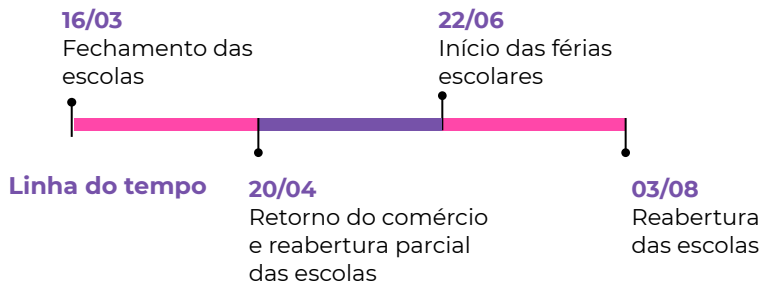 16/03
Fechamento das
escolas
22/06
Início das férias
escolares
Linha do tempo
20/04
Retorno do comércio
e reabertura parcial
das escolas
03/08
Reabertura
das escolas